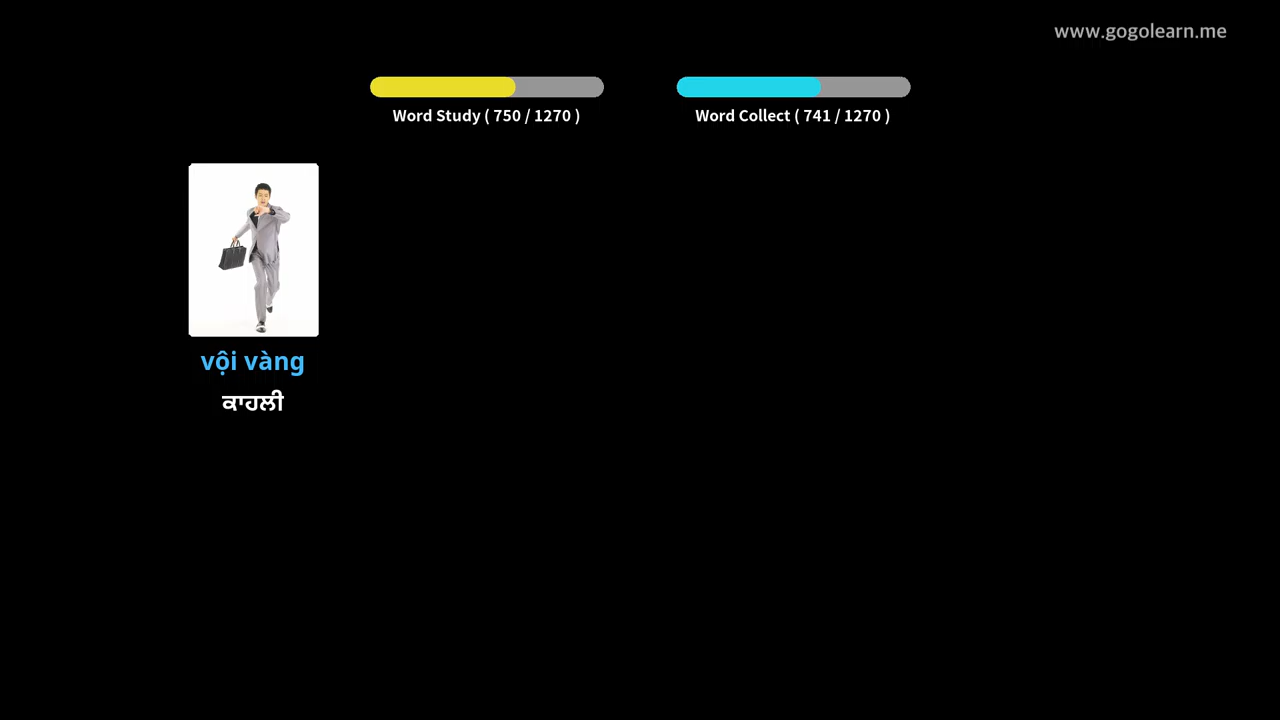 www.gogolearn.me
Word Study ( 750 / 1270 )
Word Collect ( 741 / 1270 )
vội vàng
ਕਾਹਲੀ